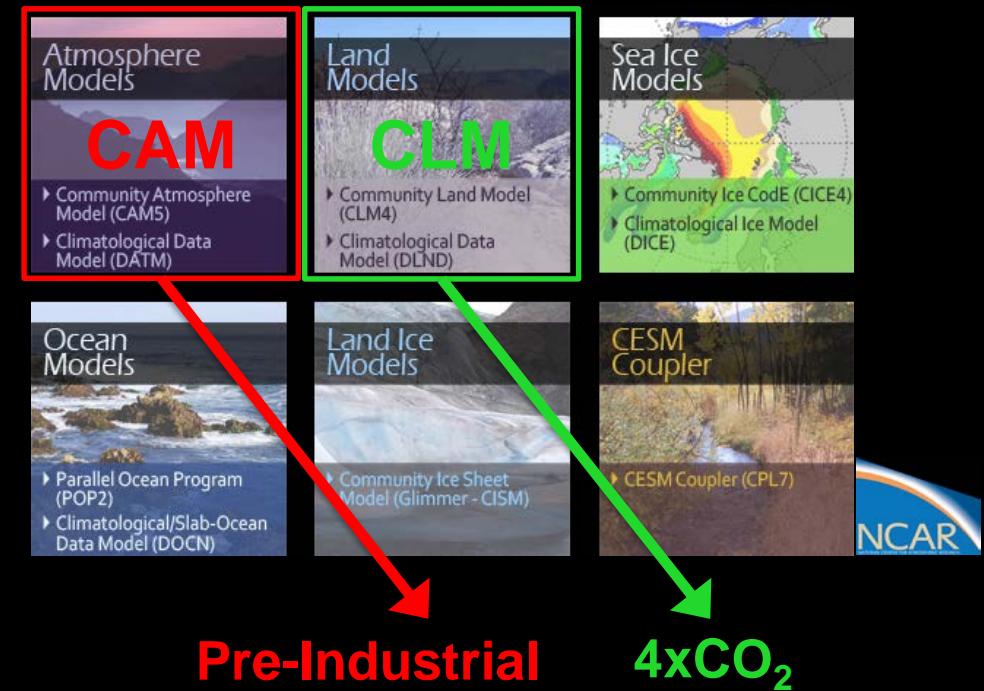 Atmosphere
Models
CAM
▸ Community Atmosphere
Model (CAM5)
▸ Climatological Data
Model (DATM)
Land
Models
CLM
▸ Community Land Model
(CLM4)
▸ Climatological Data
Model (DLND)
Sea Ice
Models
▸ Community Ice CodE (CICE4)
▸ Climatological Ice Model
(DICE)
Ocean
Models
▸ Parallel Ocean Program
(POP2)
▸ Climatological/Slab-Ocean
Data Model (DOCN)
Land Ice
Models
▸ Community Ice Sheet
Model (Glimmer - CISM)
CESM
Coupler
▸ CESM Coupler (CPL7)
NCAR
Pre-Industrial
4xCO₂